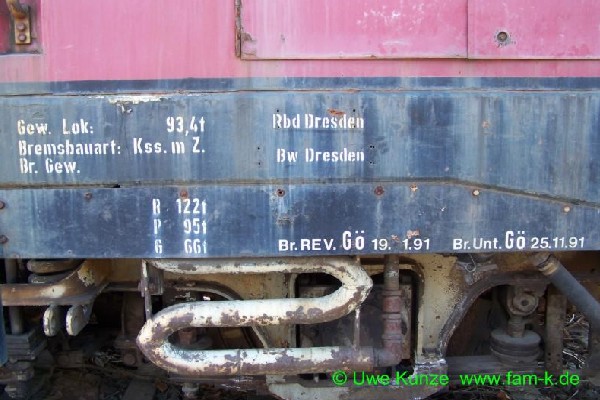 Gew. Lok: 93,4t
Bremsbauart: Kss. m Z.
Br. Gew.
Rbd Dresden
Bw Dresden
R 122t
P 95t
G 66t
Br. REV. Gö 19. 1.91
Br. Unt. Gö 25.11.91
© Uwe Kunze www.fam-k.de